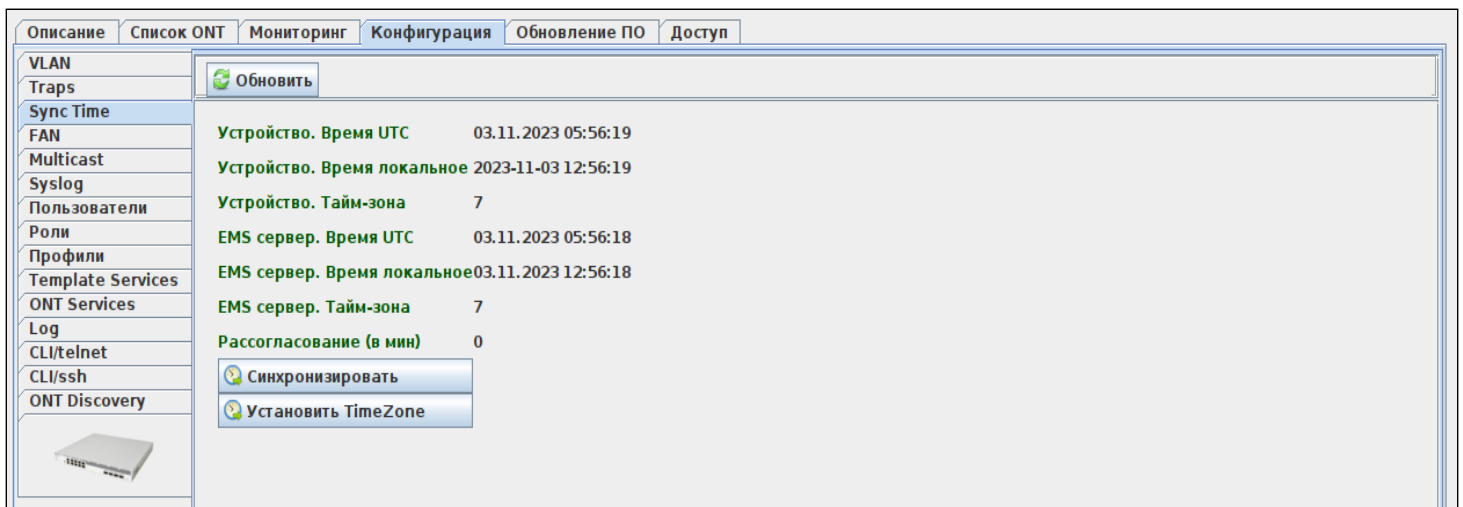 Описание Список ONT Мониторинг Конфигурация Обновление ПО Доступ
VLAN
Traps
Sync Time
FAN
Multicast
Syslog
Пользователи
Роли
Профили
Template Services
ONT Services
Log
CLI/telnet
CLI/ssh
ONT Discovery
Обновить
Устройство. Время UTC 03.11.2023 05:56:19
Устройство. Время локальное 2023-11-03 12:56:19
Устройство. Тайм-зона 7
EMS сервер. Время UTC 03.11.2023 05:56:18
EMS сервер. Время локальное 03.11.2023 12:56:18
EMS сервер. Тайм-зона 7
Рассогласование (в мин) 0
Синхронизировать
Установить TimeZone